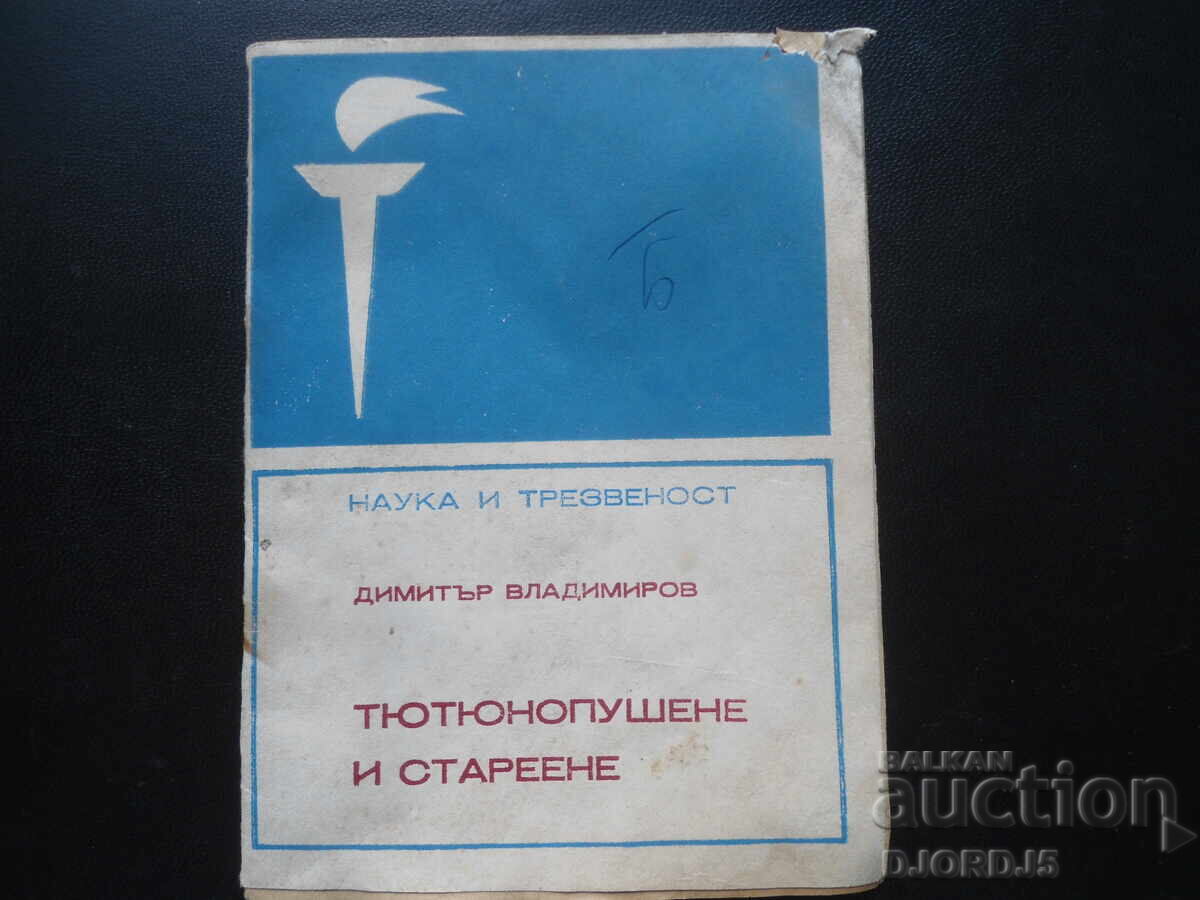 Б
НАУКА И ТРЕЗВЕНОСТ
ДИМИТЪР ВЛАДИМИРОВ
ТЮТЮНОПУШЕНЕ
И СТАРЕЕНЕ
BALKAN
auction
DJORDJ5